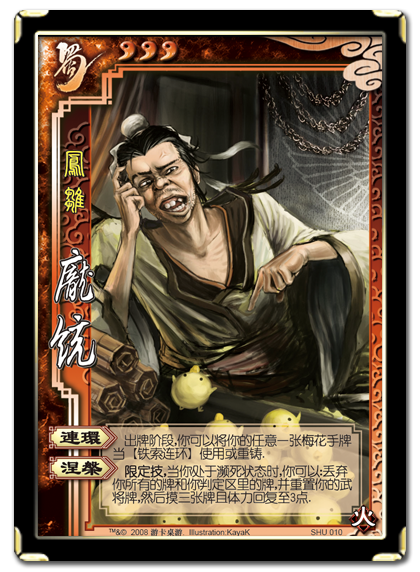 蜀
鳳雛
龐统
連環
出牌阶段,你可以将你的任意一张梅花手牌
当【铁索连环】使用或重铸.
涅槃
限定技,当你处于濒死状态时,你可以:丢弃
你所有的牌和你判定区里的牌,并重置你的武
将牌,然后摸三张牌且体力回复至3点.
火
™&© 2008 游卡桌游. Illustration:KayaK
SHU 010